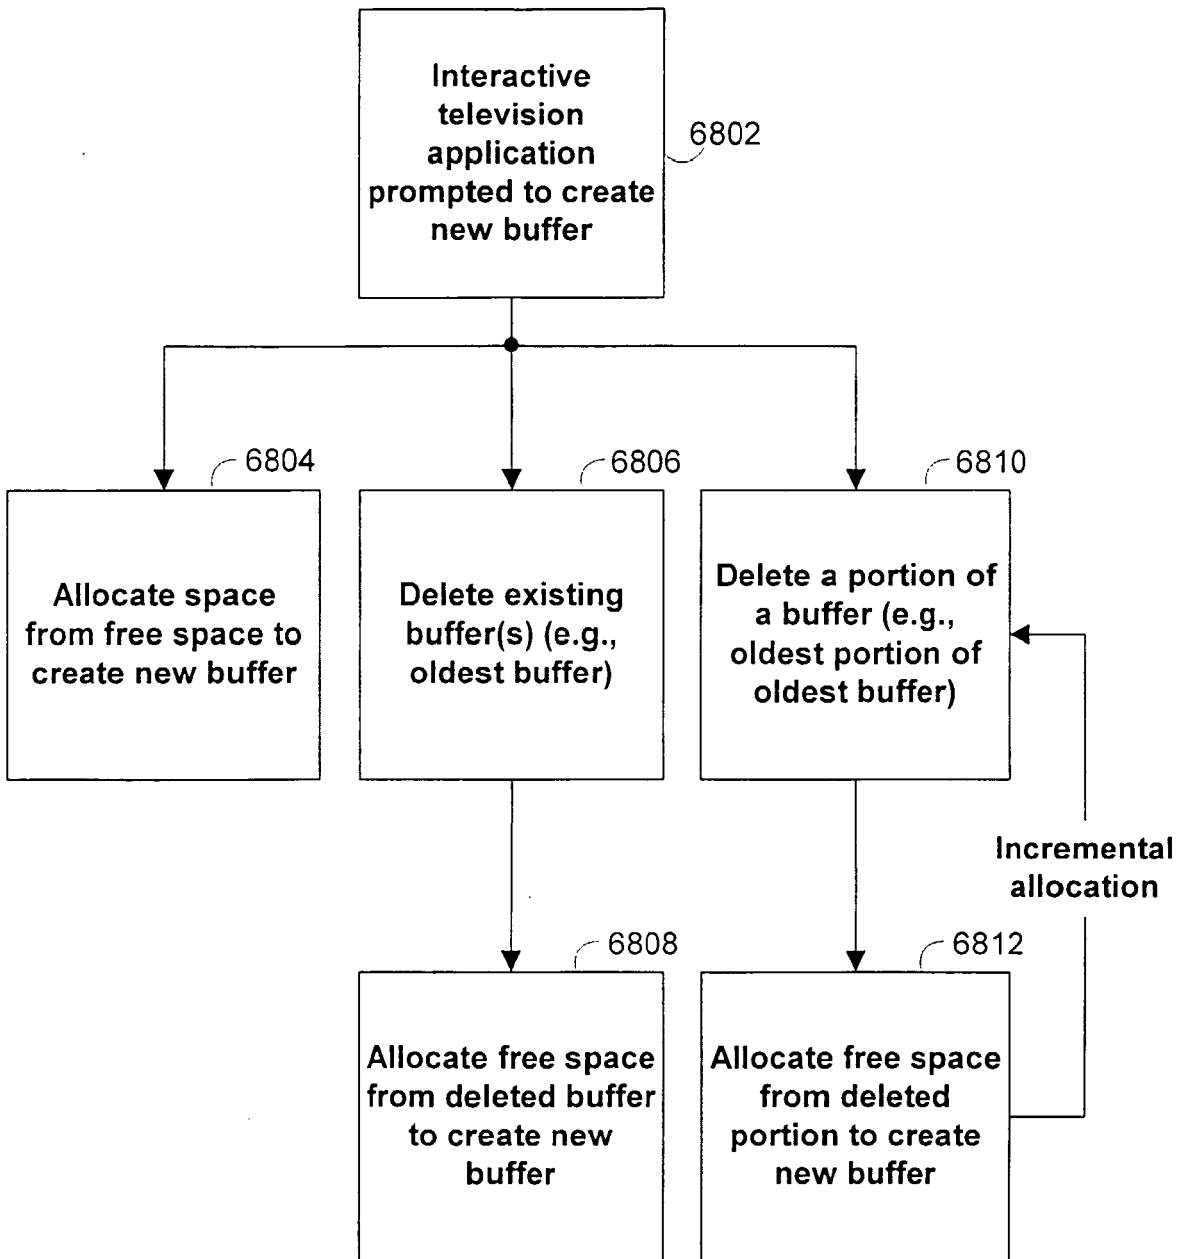 Interactive
television
application
prompted to create
new buffer
6802
6804
Allocate space
from free space to
create new buffer
6806
Delete existing
buffer(s) (e.g.,
oldest buffer)
6810
Delete a portion of
a buffer (e.g.,
oldest portion of
oldest buffer)
Incremental
allocation
6808
Allocate free space
from deleted buffer
to create new
buffer
6812
Allocate free space
from deleted
portion to create
new buffer